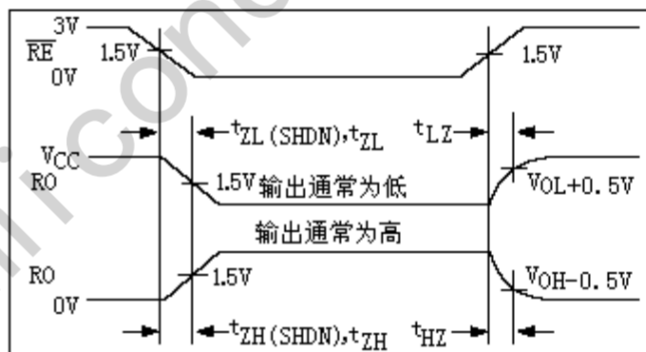 3V
RE 1.5V 1.5V
0V
tZL(SHDN),tZL tLZ
VCC
RO 1.5V 输出通常为低 VOL+0.5V
输出通常为高
RO 1.5V VOH-0.5V
0V
tZH(SHDN),tZH tHZ